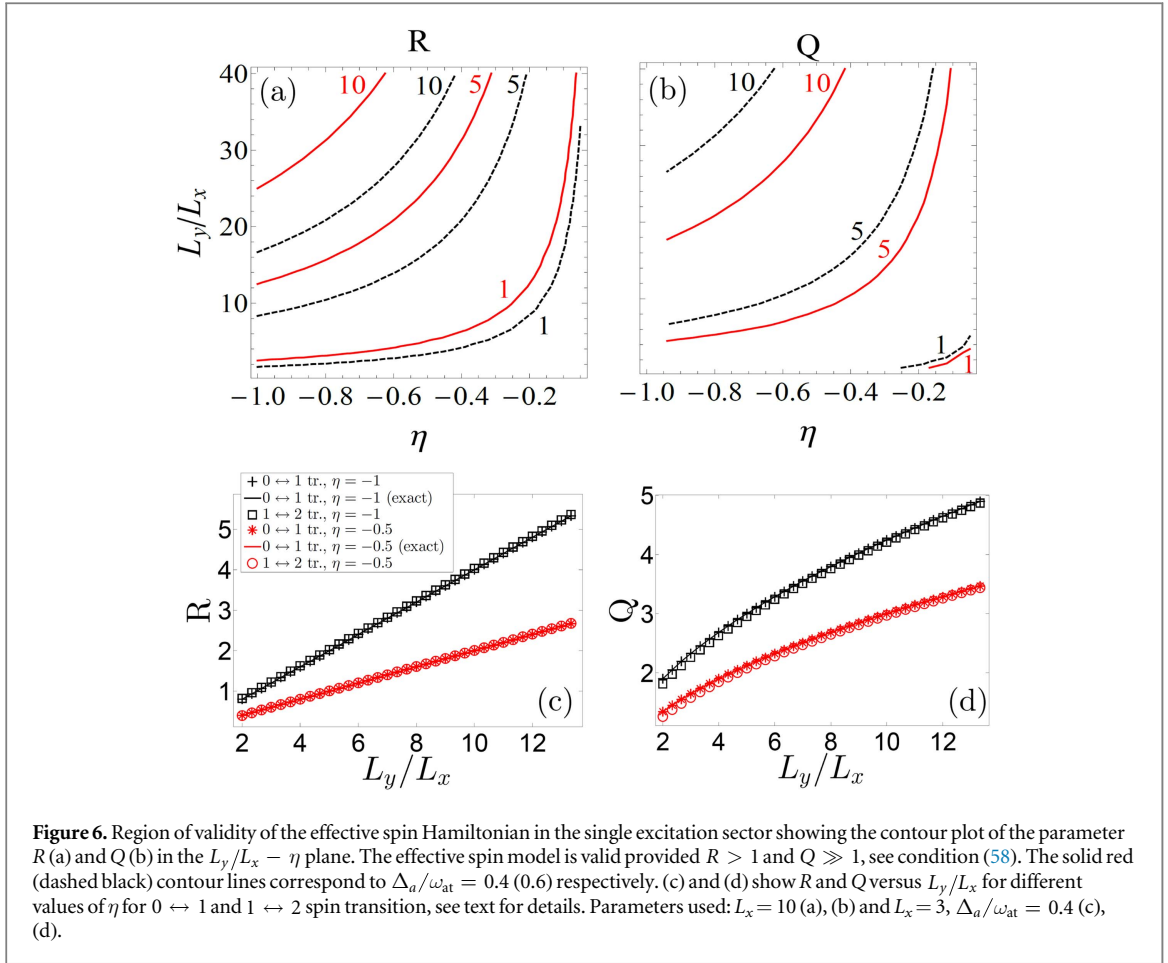 R
Q
40
30
20
10
L_y/L_x
(a)
10
10
5
5
1
1
−1.0 −0.8 −0.6 −0.4 −0.2
η
(b)
10
10
5
5
1
1
−1.0 −0.8 −0.6 −0.4 −0.2
η
+ 0 ↔ 1 tr., η = −1
0 ↔ 1 tr., η = −1 (exact)
1 ↔ 2 tr., η = −1
0 ↔ 1 tr., η = −0.5
0 ↔ 1 tr., η = −0.5 (exact)
1 ↔ 2 tr., η = −0.5
R
5
4
3
2
1
(c)
2 4 6 8 10 12
L_y/L_x
Q
5
4
3
2
(d)
2 4 6 8 10 12
L_y/L_x
Figure 6. Region of validity of the effective spin Hamiltonian in the single excitation sector showing the contour plot of the parameter
R (a) and Q (b) in the L_y/L_x − η plane. The effective spin model is valid provided R > 1 and Q ≫ 1, see condition (58). The solid red
(dashed black) contour lines correspond to Δ_a/ω_at = 0.4 (0.6) respectively. (c) and (d) show R and Q versus L_y/L_x for different
values of η for 0 ↔ 1 and 1 ↔ 2 spin transition, see text for details. Parameters used: L_x = 10 (a), (b) and L_x = 3, Δ_a/ω_at = 0.4 (c),
(d).